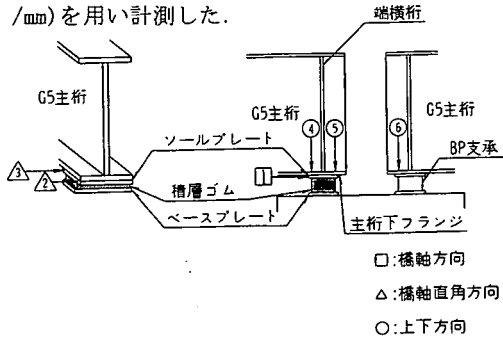 /mm)を用い計測した.
端横桁
G5主桁
G5主桁
G5主桁
④
⑤
⑥
ソールプレート
BP支承
3
2
1
積層ゴム
ベースプレート
主桁下フランジ
□:橋軸方向
△:橋軸直角方向
○:上下方向